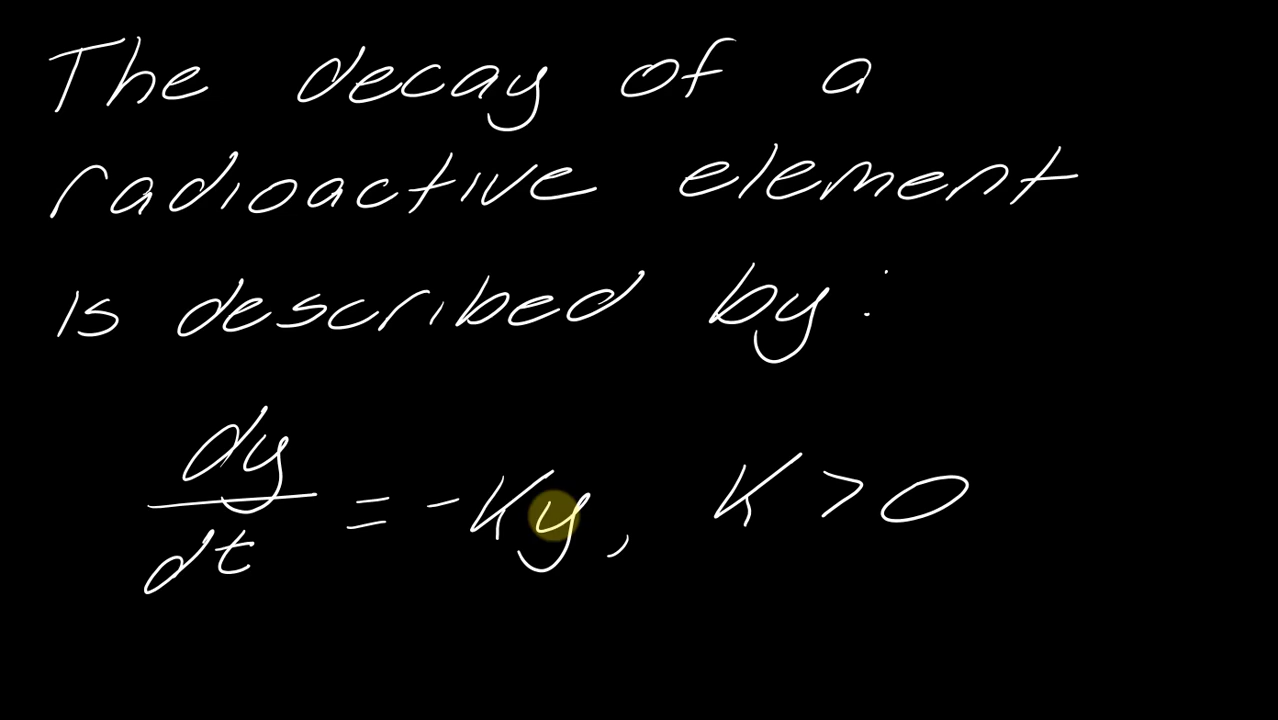 The decay of a
radioactive element
is described by:
dy/dt = -Ky, K > 0